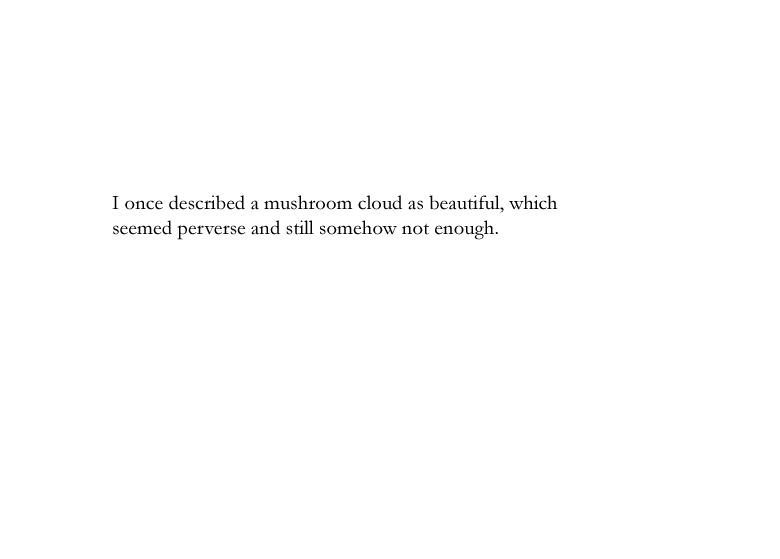 I once described a mushroom cloud as beautiful, which
seemed perverse and still somehow not enough.